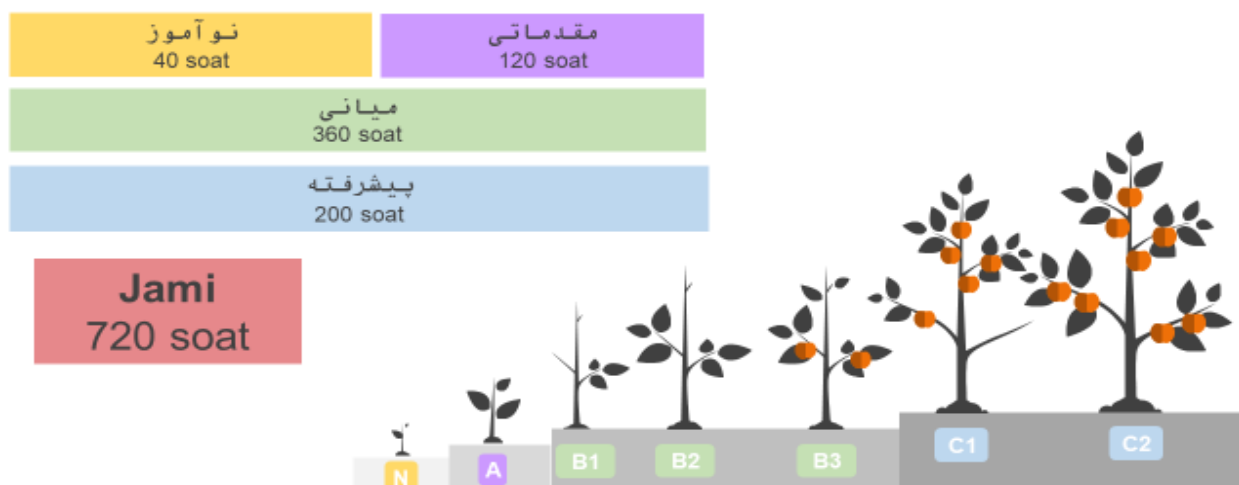 نوآموز
40 soat
مقدماتی
120 soat
میانی
360 soat
پیشرفته
200 soat
Jami
720 soat
N
A
B1
B2
B3
C1
C2